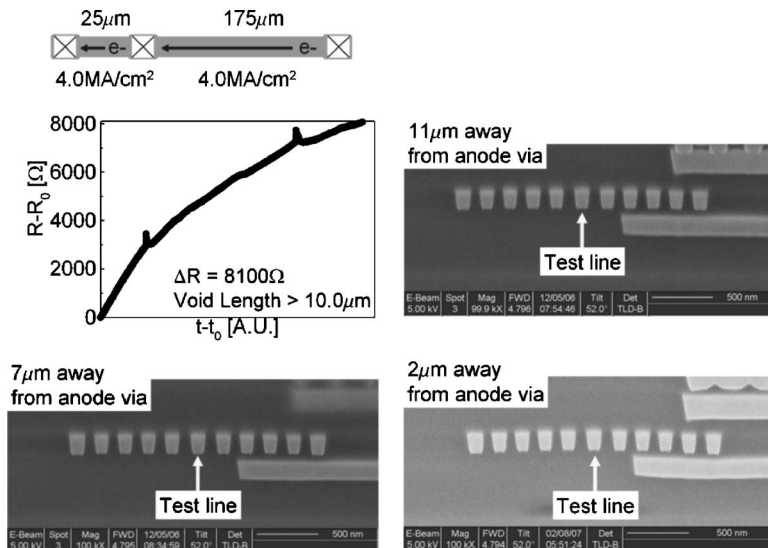 25μm 175μm
e- e-
4.0MA/cm² 4.0MA/cm²
R-R₀ [Ω]
8000
6000
4000
2000
0
ΔR = 8100Ω
Void Length > 10.0μm
t-t₀ [A.U.]
11μm away
from anode via
Test line
E-Beam Spot Mag FWD 12/05/06 Tilt Det
5.00 kV 3 99.9 kX 4.796 07:54:46 52.0° TLD-B 500 nm
7μm away
from anode via
Test line
E-Beam Spot Mag FWD 12/05/06 Tilt Det
5.00 kV 3 100 kX 4.795 08:34:59 52.0° TLD-B 500 nm
2μm away
from anode via
Test line
E-Beam Spot Mag FWD 02/08/07 Tilt Det
5.00 kV 3 100 kX 4.794 05:51:24 52.0° TLD-B 500 nm